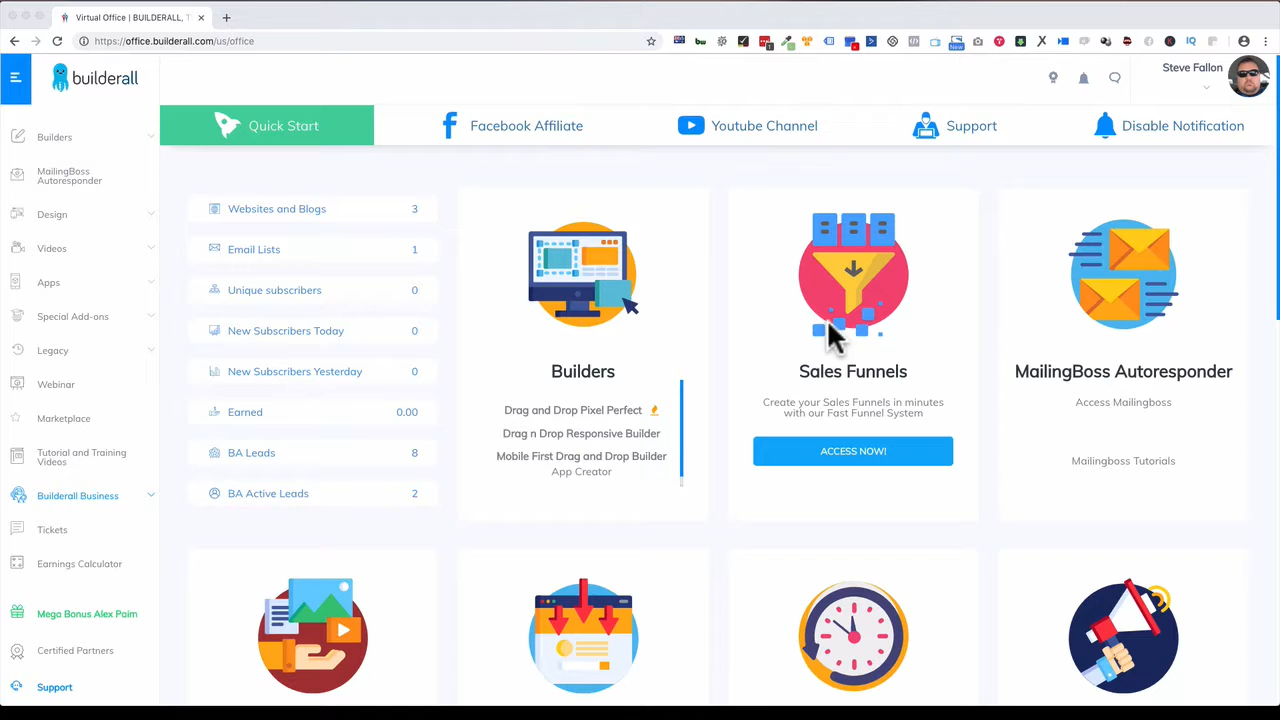 Virtual Office | BUILDERALL, T
https://office.builderall.com/us/office
New
builderall
Steve Fallon
Quick Start
Facebook Affiliate
Youtube Channel
Support
Disable Notification
Builders
MailingBoss
Autoresponder
Design
Videos
Apps
Special Add-ons
Legacy
Webinar
Marketplace
Tutorial and Training
Videos
Builderall Business
Tickets
Earnings Calculator
Mega Bonus Alex Paim
Certified Partners
Support
Websites and Blogs 3
Email Lists 1
Unique subscribers 0
New Subscribers Today 0
New Subscribers Yesterday 0
Earned 0.00
BA Leads 8
BA Active Leads 2
Builders
Drag and Drop Pixel Perfect
Drag n Drop Responsive Builder
Mobile First Drag and Drop Builder
App Creator
Sales Funnels
Create your Sales Funnels in minutes
with our Fast Funnel System
ACCESS NOW!
MailingBoss Autoresponder
Access Mailingboss
Mailingboss Tutorials